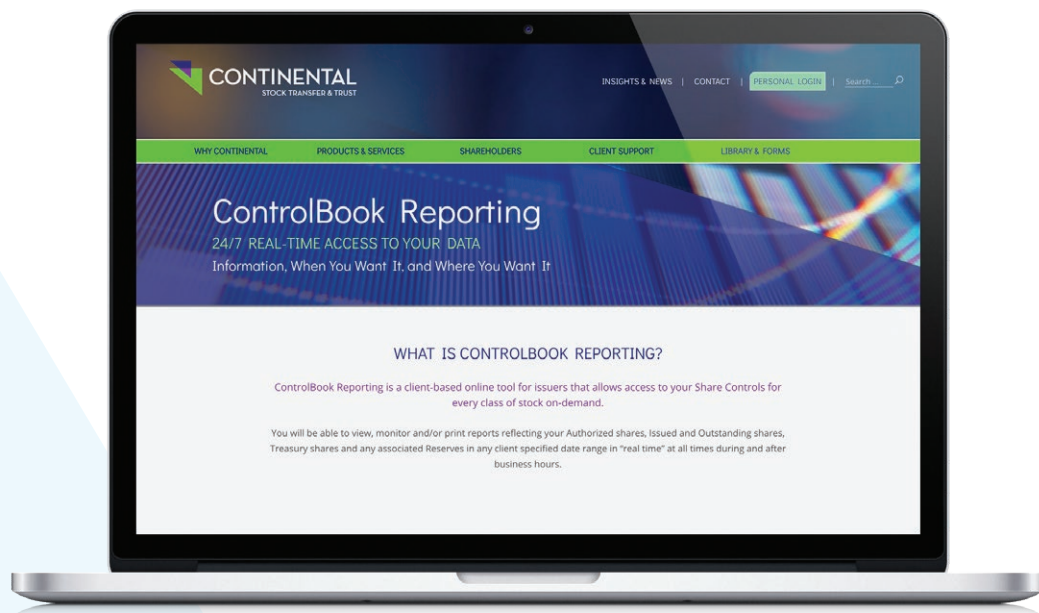 CONTINENTAL
STOCK TRANSFER & TRUST
INSIGHTS & NEWS | CONTACT | PERSONAL LOGIN | Search ...
WHY CONTINENTAL PRODUCTS & SERVICES SHAREHOLDERS CLIENT SUPPORT LIBRARY & FORMS
ControlBook Reporting
24/7 REAL-TIME ACCESS TO YOUR DATA
Information, When You Want It, and Where You Want It
WHAT IS CONTROLBOOK REPORTING?
ControlBook Reporting is a client-based online tool for issuers that allows access to your Share Controls for
every class of stock on-demand.
You will be able to view, monitor and/or print reports reflecting your Authorized shares, Issued and Outstanding shares,
Treasury shares and any associated Reserves in any client specified date range in "real time" at all times during and after
business hours.